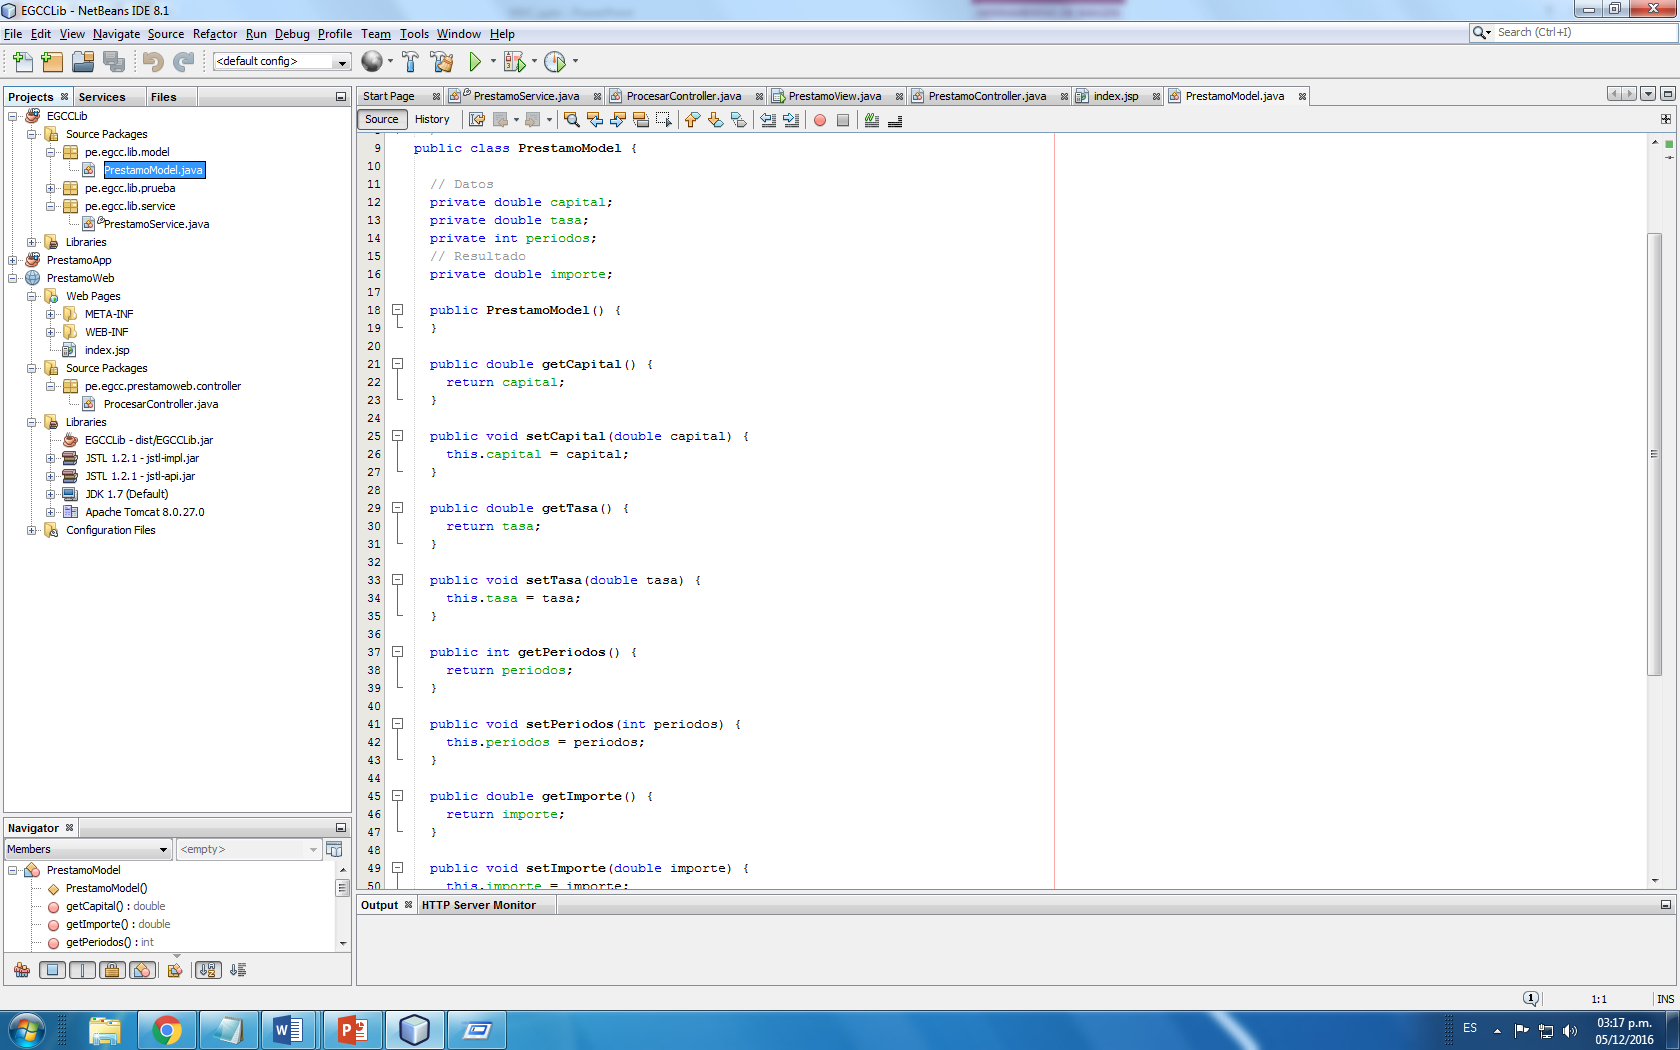 EGCCLib - NetBeans IDE 8.1
File Edit View Navigate Source Refactor Run Debug Profile Team Tools Window Help
Search (Ctrl+I)
<default config>
Projects Services Files
EGCCLib
Source Packages
pe.egcc.lib.model
PrestamoModel.java
pe.egcc.lib.prueba
pe.egcc.lib.service
PrestamoService.java
Libraries
PrestamoApp
PrestamoWeb
Web Pages
META-INF
WEB-INF
index.jsp
Source Packages
pe.egcc.prestamoweb.controller
ProcesarController.java
Libraries
EGCCLib - dist/EGCCLib.jar
JSTL 1.2.1 - jstl-impl.jar
JSTL 1.2.1 - jstl-api.jar
JDK 1.7 (Default)
Apache Tomcat 8.0.27.0
Configuration Files
Navigator
Members
<empty>
PrestamoModel
PrestamoModel()
getCapital() : double
getImporte() : double
getPeriodos() : int
Start Page PrestamoService.java ProcesarController.java PrestamoView.java PrestamoController.java index.jsp PrestamoModel.java
Source History
9 public class PrestamoModel {
10
11 // Datos
12 private double capital;
13 private double tasa;
14 private int periodos;
15 // Resultado
16 private double importe;
17
18 public PrestamoModel() {
19 }
20
21 public double getCapital() {
22 return capital;
23 }
24
25 public void setCapital(double capital) {
26 this.capital = capital;
27 }
28
29 public double getTasa() {
30 return tasa;
31 }
32
33 public void setTasa(double tasa) {
34 this.tasa = tasa;
35 }
36
37 public int getPeriodos() {
38 return periodos;
39 }
40
41 public void setPeriodos(int periodos) {
42 this.periodos = periodos;
43 }
44
45 public double getImporte() {
46 return importe;
47 }
48
49 public void setImporte(double importe) {
50 this.importe = importe;
Output HTTP Server Monitor
1 1:1 INS
ES
03:17 p.m.
05/12/2016